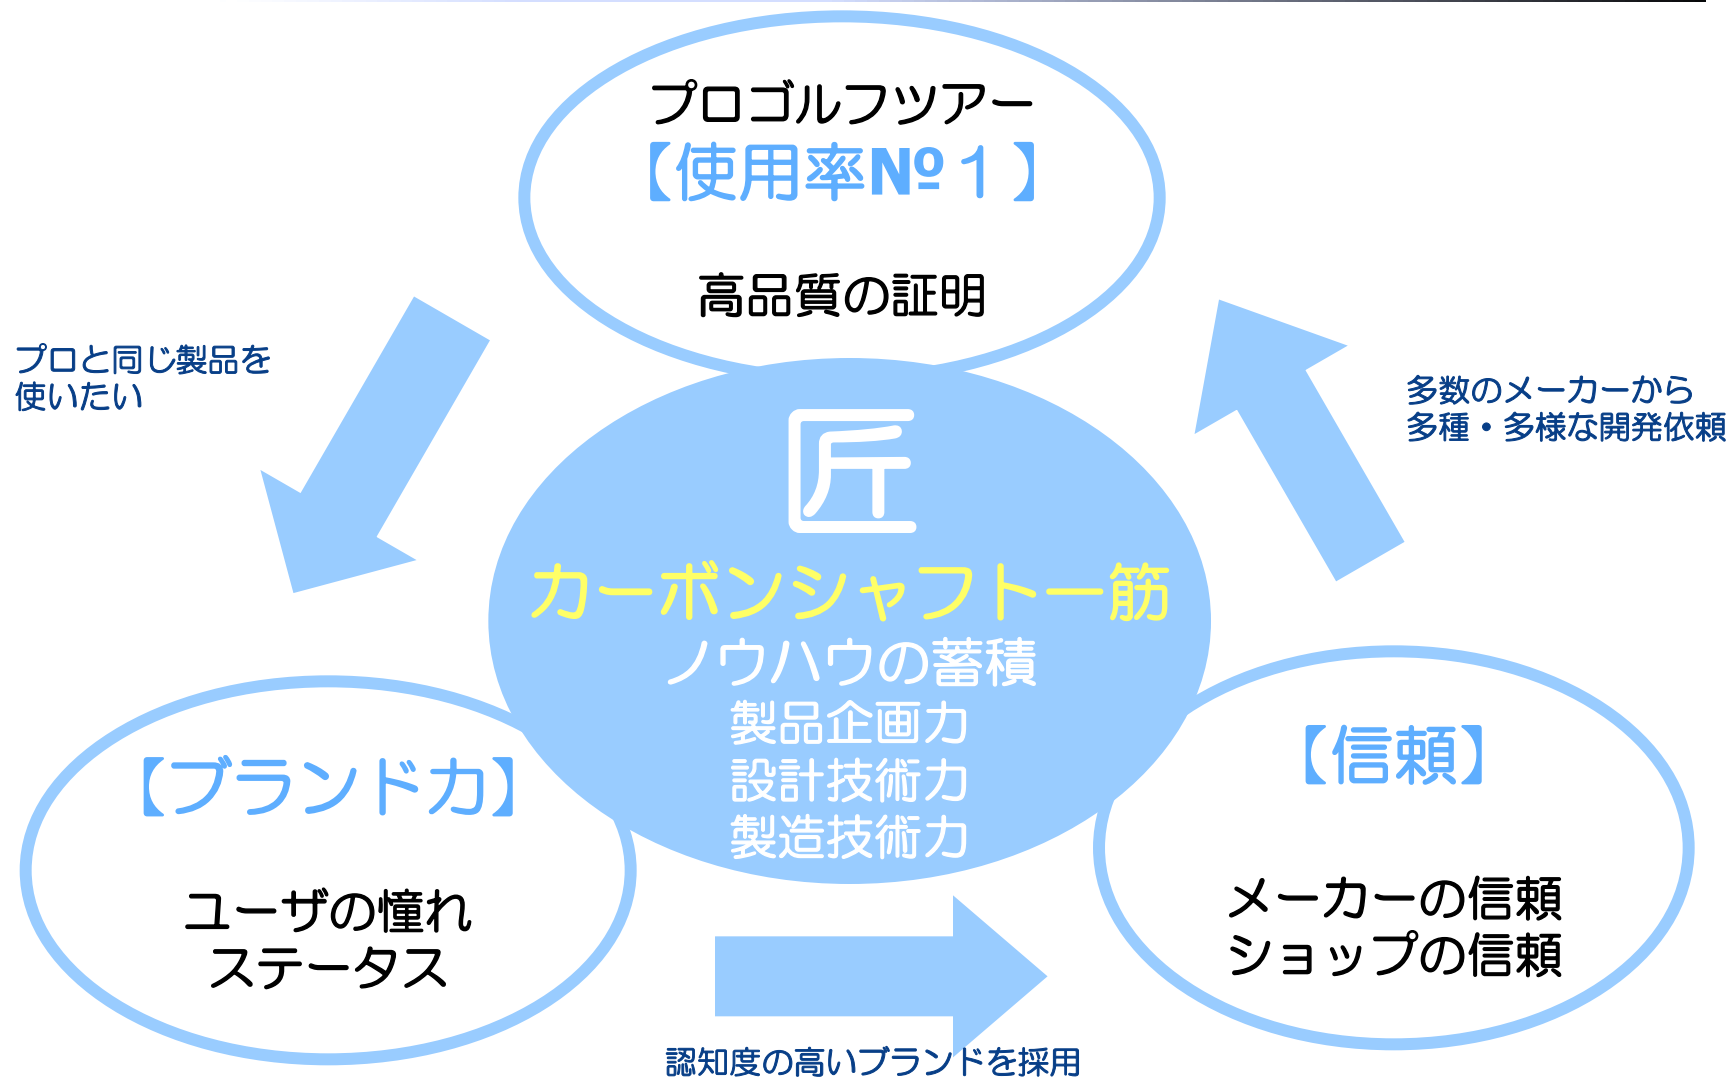 プロゴルフツアー
【使用率№１】
高品質の証明
プロと同じ製品を
使いたい
多数のメーカーから
多種・多様な開発依頼
匠
カーボンシャフト一筋
ノウハウの蓄積
製品企画力
設計技術力
製造技術力
【ブランド力】
ユーザの憧れ
ステータス
【信頼】
メーカーの信頼
ショップの信頼
認知度の高いブランドを採用